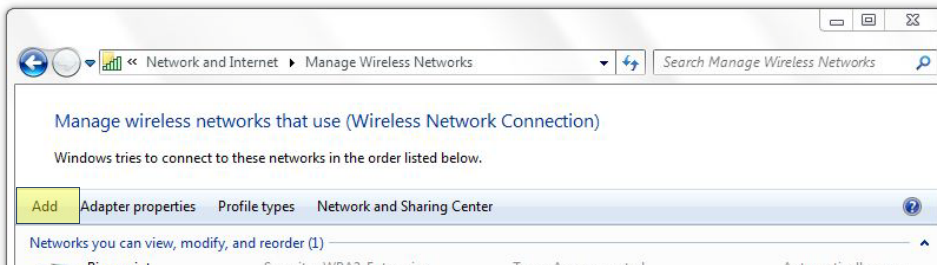 « Network and Internet ▸ Manage Wireless Networks Search Manage Wireless Networks
Manage wireless networks that use (Wireless Network Connection)
Windows tries to connect to these networks in the order listed below.
Add Adapter properties Profile types Network and Sharing Center
Networks you can view, modify, and reorder (1)